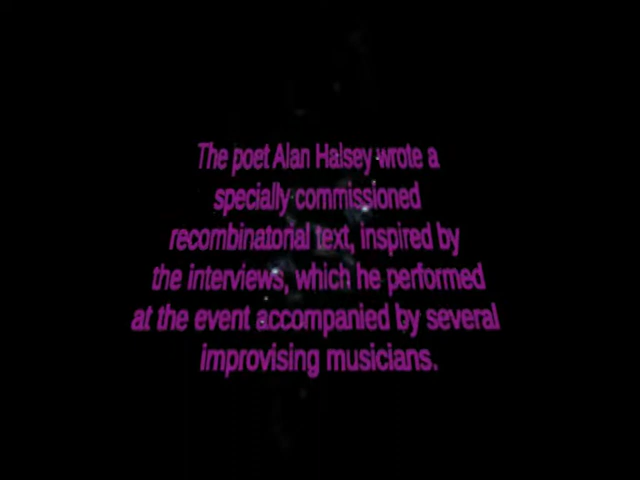 The poet Alan Halsey wrote a
specially commissioned
recombinatorial text, inspired by
the interviews, which he performed
at the event accompanied by several
improvising musicians.